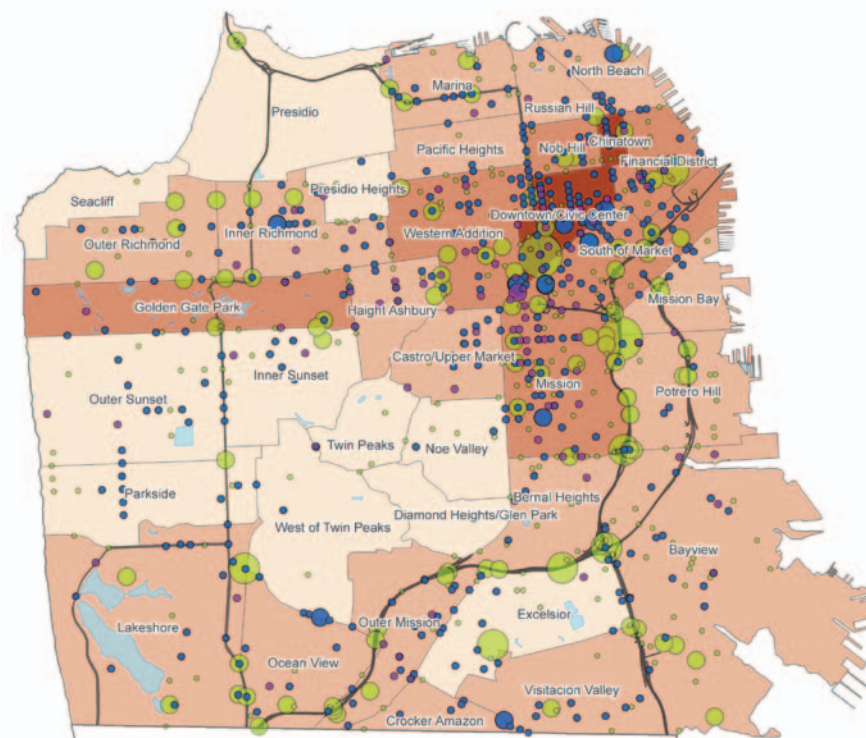 North Beach
Marina
Russian Hill
Presidio
Chinatown
Nob Hill
Pacific Heights
Financial District
Presidio Heights
Seacliff
Downtown/Civic Center
Inner Richmond
Western Addition
Outer Richmond
South of Market
Mission Bay
Golden Gate Park
Haight Ashbury
Castro/Upper Market
Inner Sunset
Mission
Potrero Hill
Outer Sunset
Twin Peaks
Noe Valley
Parkside
Bernal Heights
Diamond Heights/Glen Park
West of Twin Peaks
Bayview
Excelsior
Outer Mission
Lakeshore
Ocean View
Visitacion Valley
Crocker Amazon